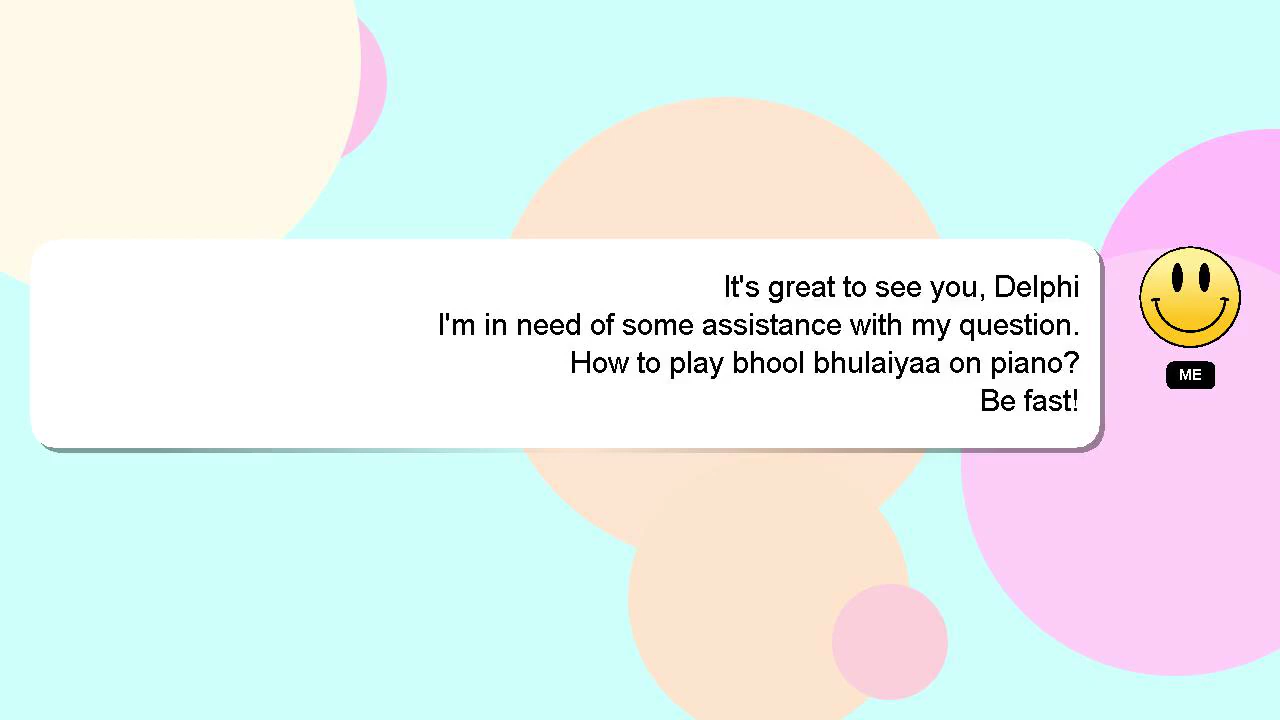 It's great to see you, Delphi
I'm in need of some assistance with my question.
How to play bhool bhulaiyaa on piano?
Be fast!
ME